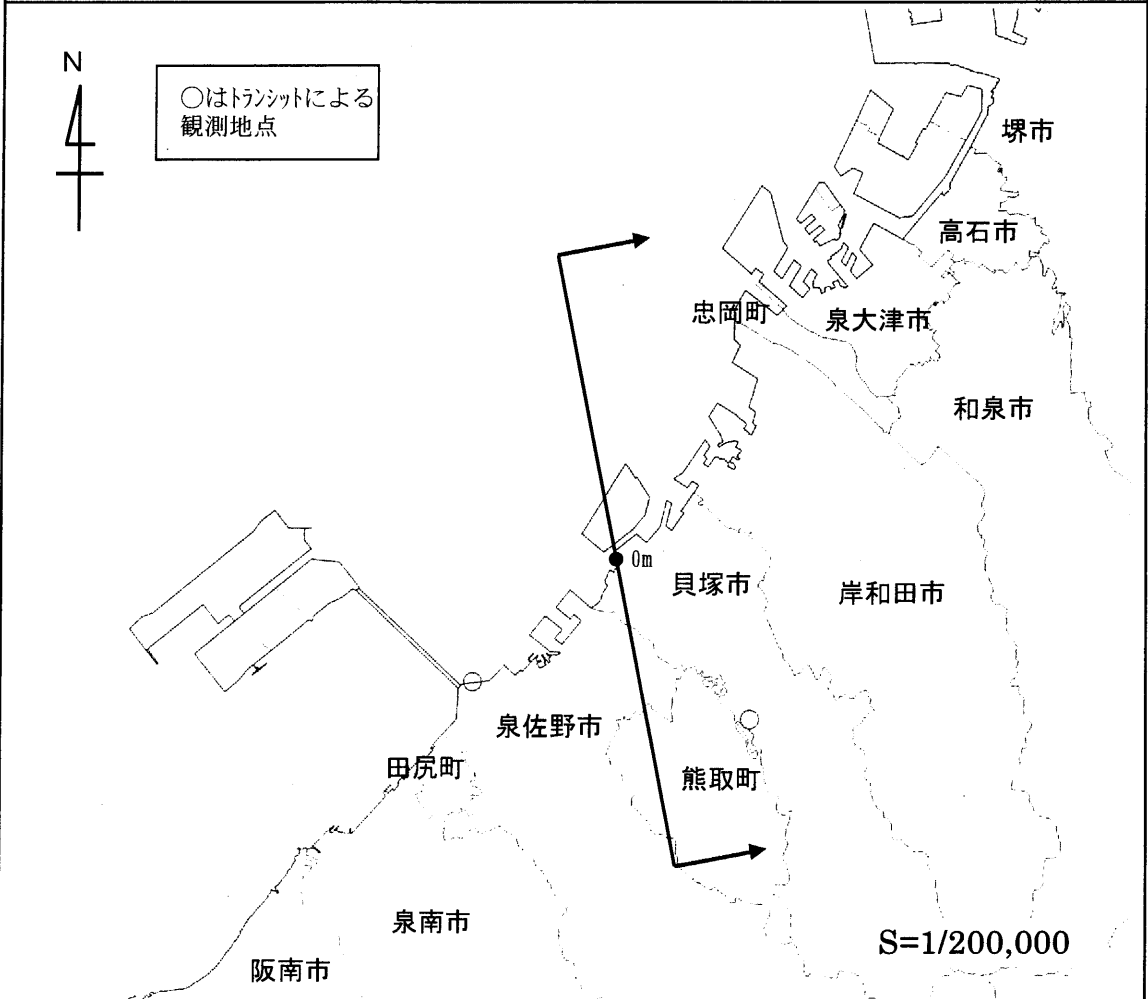 N
○はトランシットによる
観測地点
堺市
高石市
忠岡町
泉大津市
和泉市
0m
貝塚市
岸和田市
泉佐野市
田尻町
熊取町
泉南市
阪南市
S=1/200,000